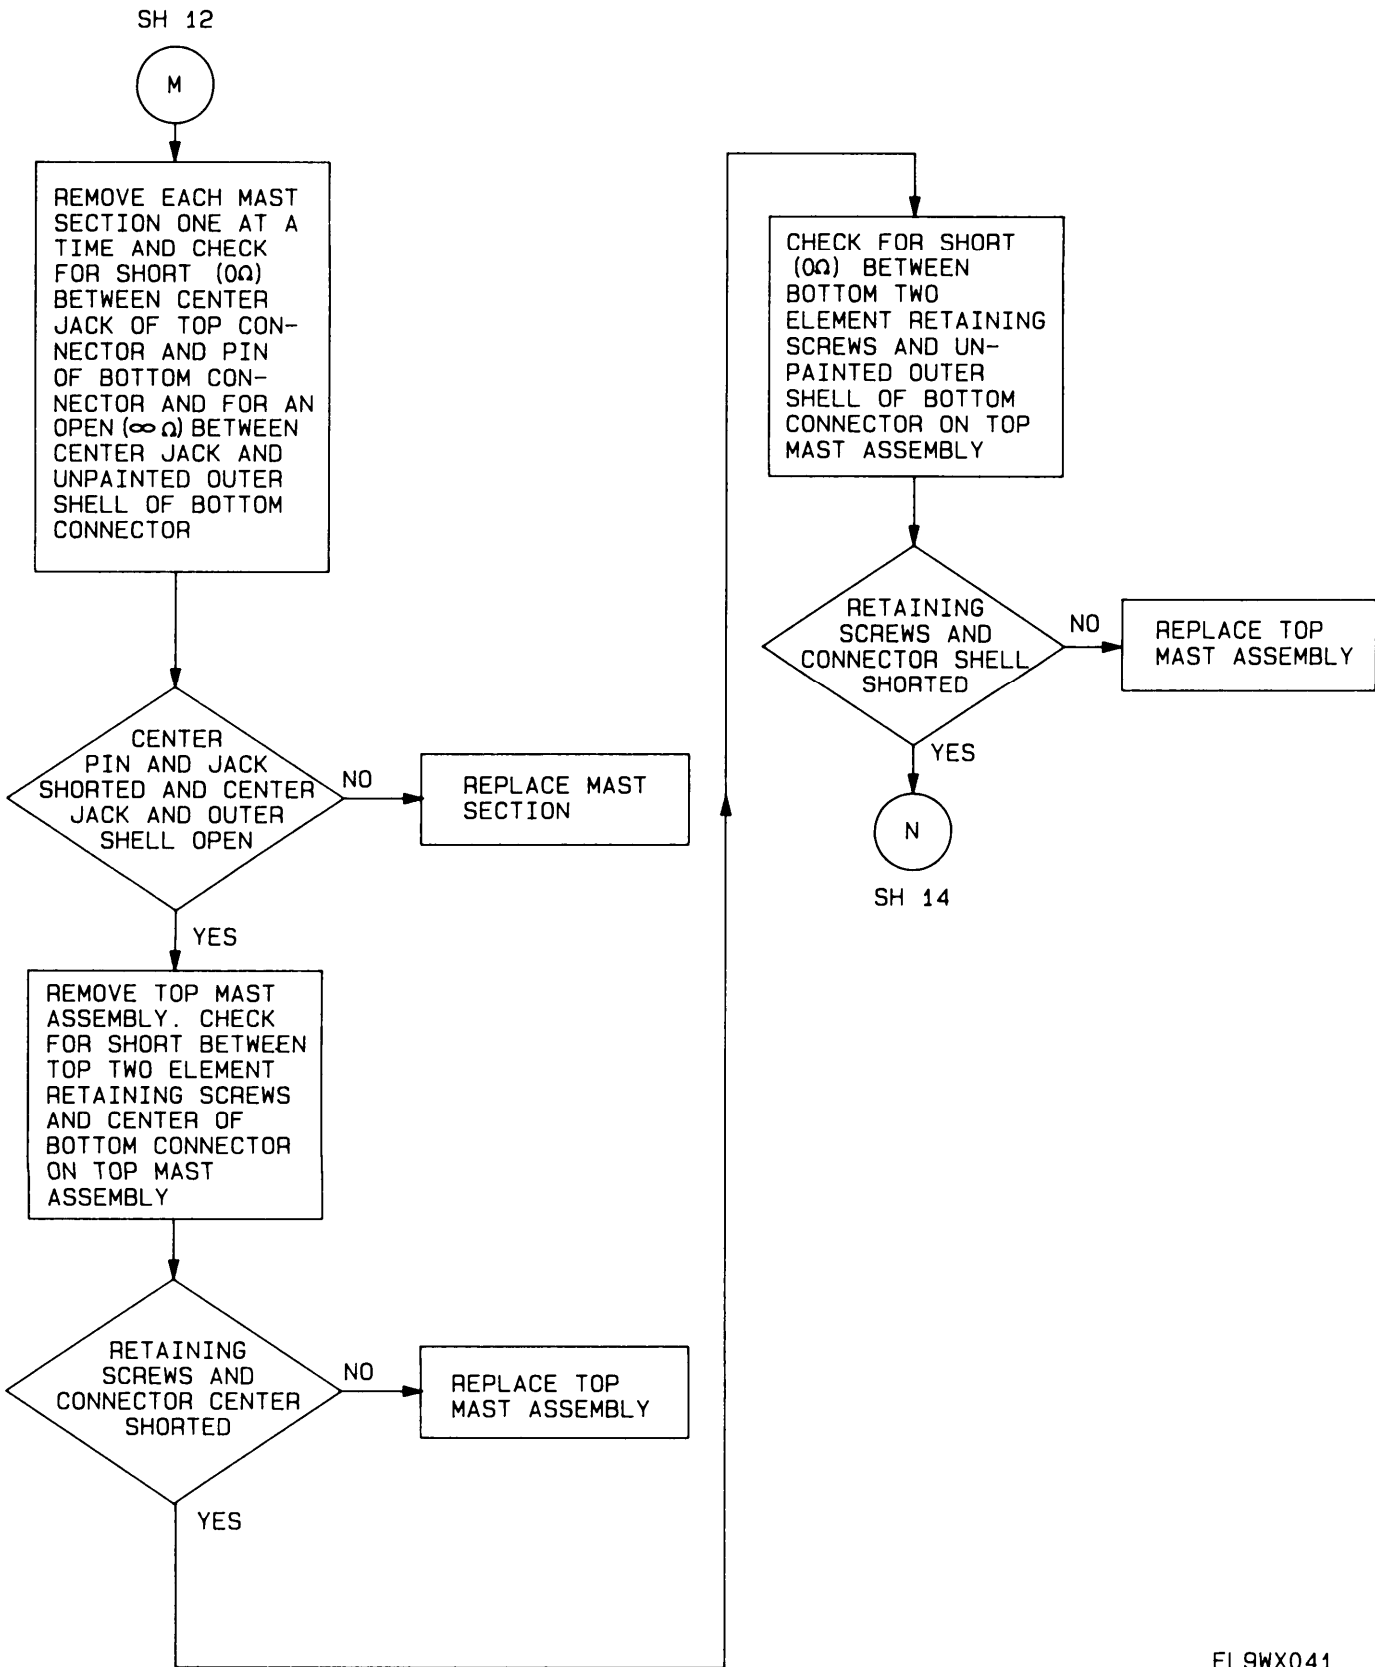 SH 12
M
REMOVE EACH MAST
SECTION ONE AT A
TIME AND CHECK
FOR SHORT (0Ω)
BETWEEN CENTER
JACK OF TOP CON-
NECTOR AND PIN
OF BOTTOM CON-
NECTOR AND FOR AN
OPEN (∞ Ω) BETWEEN
CENTER JACK AND
UNPAINTED OUTER
SHELL OF BOTTOM
CONNECTOR
CENTER
PIN AND JACK
SHORTED AND CENTER
JACK AND OUTER
SHELL OPEN
NO
REPLACE MAST
SECTION
YES
REMOVE TOP MAST
ASSEMBLY. CHECK
FOR SHORT BETWEEN
TOP TWO ELEMENT
RETAINING SCREWS
AND CENTER OF
BOTTOM CONNECTOR
ON TOP MAST
ASSEMBLY
RETAINING
SCREWS AND
CONNECTOR CENTER
SHORTED
NO
REPLACE TOP
MAST ASSEMBLY
YES
CHECK FOR SHORT
(0Ω) BETWEEN
BOTTOM TWO
ELEMENT RETAINING
SCREWS AND UN-
PAINTED OUTER
SHELL OF BOTTOM
CONNECTOR ON TOP
MAST ASSEMBLY
RETAINING
SCREWS AND
CONNECTOR SHELL
SHORTED
NO
REPLACE TOP
MAST ASSEMBLY
YES
N
SH 14
EL9WX041